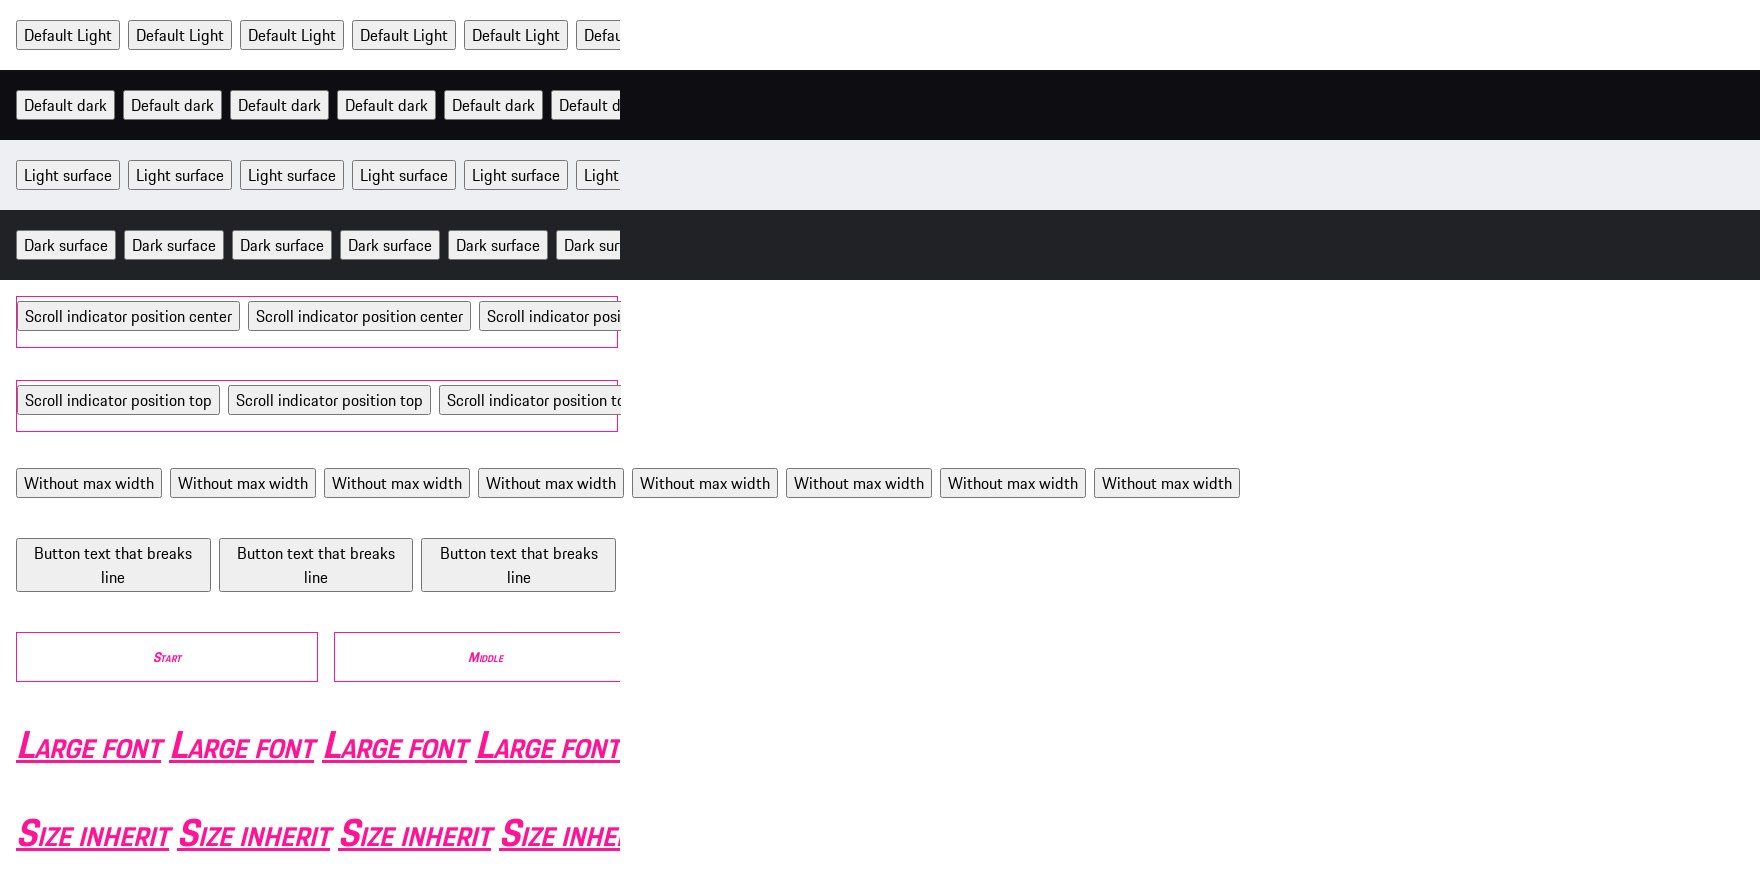 Default Light Default Light Default Light Default Light Default Light Defau
Default dark Default dark Default dark Default dark Default dark Default d
Light surface Light surface Light surface Light surface Light surface Light
Dark surface Dark surface Dark surface Dark surface Dark surface Dark sur
Scroll indicator position center Scroll indicator position center Scroll indicator posi
Scroll indicator position top Scroll indicator position top Scroll indicator position to
Without max width Without max width Without max width Without max width Without max width Without max width Without max width Without max width
Button text that breaks Button text that breaks Button text that breaks
line line line
Start Middle
Large font Large font Large font Large font
Size inherit Size inherit Size inherit Size inhe